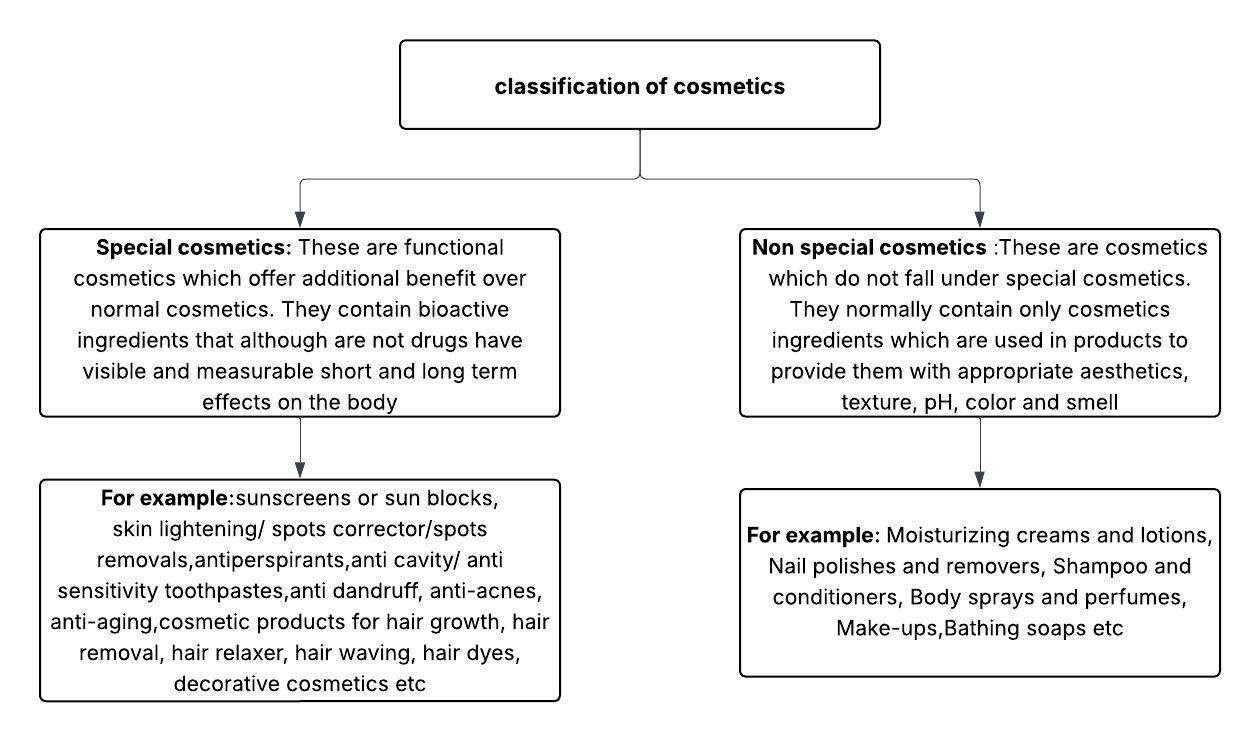 classification of cosmetics
Special cosmetics: These are functional
cosmetics which offer additional benefit over
normal cosmetics. They contain bioactive
ingredients that although are not drugs have
visible and measurable short and long term
effects on the body
Non special cosmetics :These are cosmetics
which do not fall under special cosmetics.
They normally contain only cosmetics
ingredients which are used in products to
provide them with appropriate aesthetics,
texture, pH, color and smell
For example:sunscreens or sun blocks,
skin lightening/ spots corrector/spots
removals,antiperspirants,anti cavity/ anti
sensitivity toothpastes,anti dandruff, anti-acnes,
anti-aging,cosmetic products for hair growth, hair
removal, hair relaxer, hair waving, hair dyes,
decorative cosmetics etc
For example: Moisturizing creams and lotions,
Nail polishes and removers, Shampoo and
conditioners, Body sprays and perfumes,
Make-ups,Bathing soaps etc